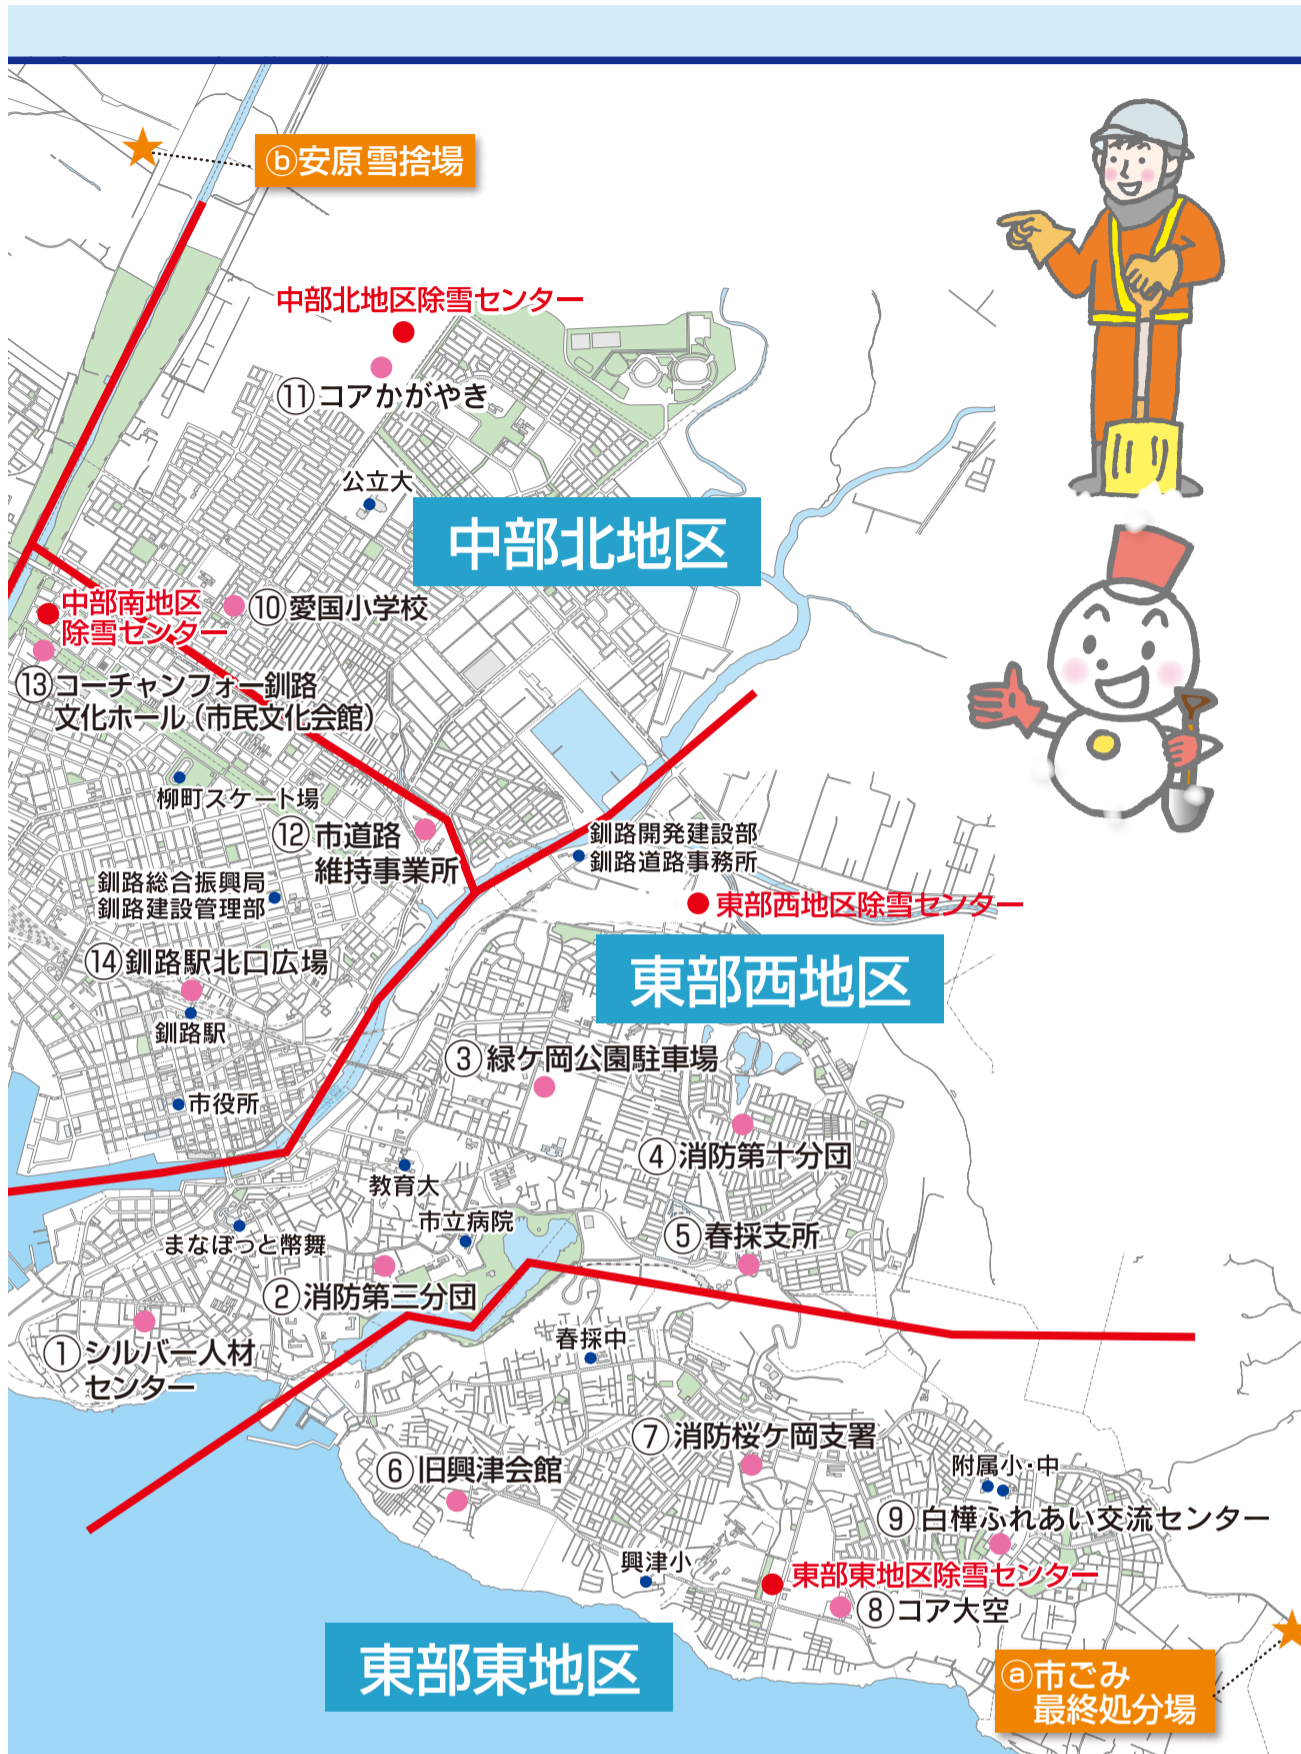 ⓑ安原雪捨場
中部北地区除雪センター
⑪コアかがやき
公立大
中部北地区
中部南地区
除雪センター
⑩愛国小学校
⑬コーチャンフォー釧路
文化ホール（市民文化会館）
柳町スケート場
⑫市道路
維持事業所
釧路開発建設部
釧路道路事務所
釧路総合振興局
釧路建設管理部
東部西地区除雪センター
⑭釧路駅北口広場
東部西地区
釧路駅
③緑ケ岡公園駐車場
市役所
④消防第十分団
教育大
市立病院
⑤春採支所
まなぼっと幣舞
②消防第三分団
①シルバー人材
センター
春採中
⑦消防桜ケ岡支署
⑥旧興津会館
附属小・中
⑨白樺ふれあい交流センター
興津小
東部東地区除雪センター
⑧コア大空
東部東地区
ⓐ市ごみ
最終処分場